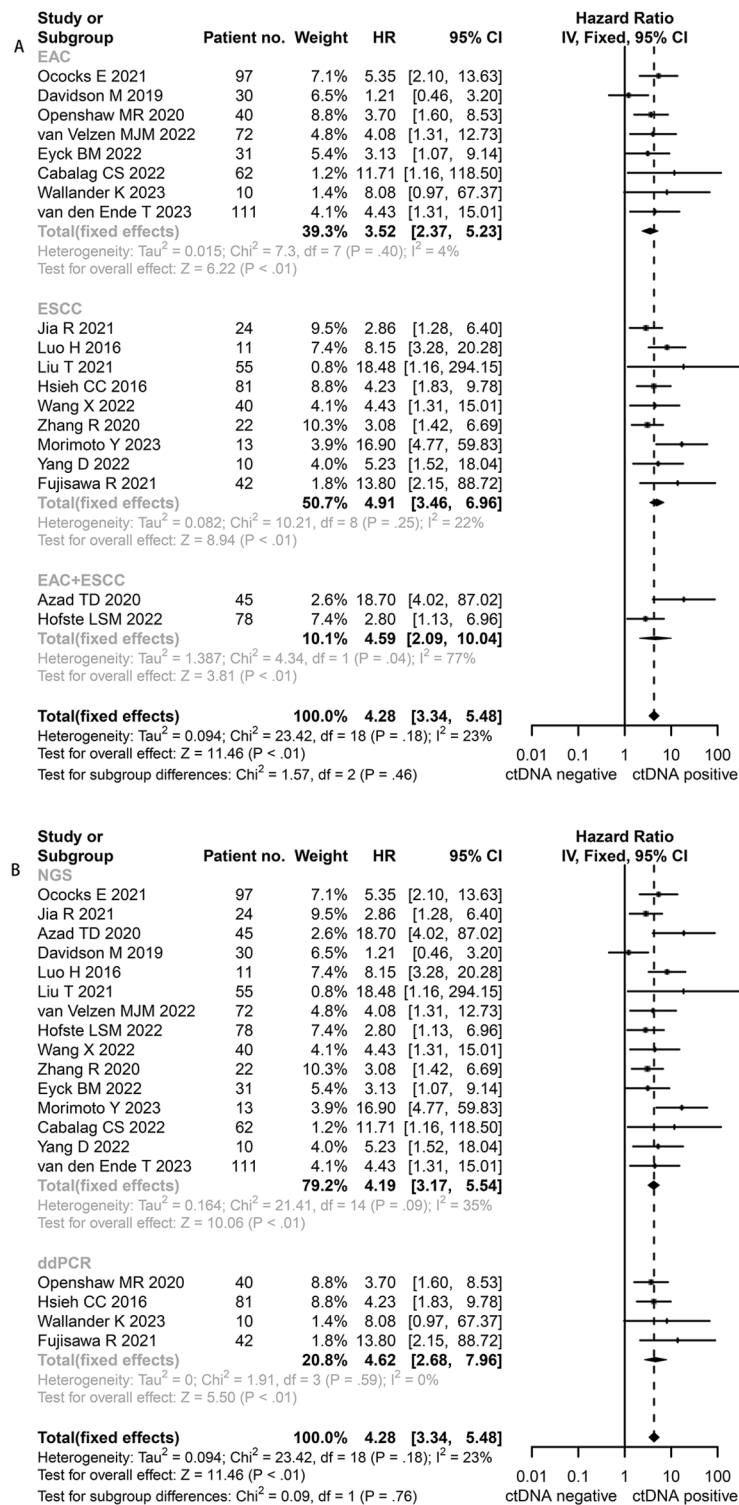 A
Study or
Subgroup Patient no. Weight HR 95% CI
Hazard Ratio
IV, Fixed, 95% CI
EAC
Ococks E 2021 97 7.1% 5.35 [2.10, 13.63]
Davidson M 2019 30 6.5% 1.21 [0.46, 3.20]
Openshaw MR 2020 40 8.8% 3.70 [1.60, 8.53]
van Velzen MJM 2022 72 4.8% 4.08 [1.31, 12.73]
Eyck BM 2022 31 5.4% 3.13 [1.07, 9.14]
Cabalag CS 2022 62 1.2% 11.71 [1.16, 118.50]
Wallander K 2023 10 1.4% 8.08 [0.97, 67.37]
van den Ende T 2023 111 4.1% 4.43 [1.31, 15.01]
Total(fixed effects) 39.3% 3.52 [2.37, 5.23]
Heterogeneity: Tau² = 0.015; Chi² = 7.3, df = 7 (P = .40); I² = 4%
Test for overall effect: Z = 6.22 (P < .01)
ESCC
Jia R 2021 24 9.5% 2.86 [1.28, 6.40]
Luo H 2016 11 7.4% 8.15 [3.28, 20.28]
Liu T 2021 55 0.8% 18.48 [1.16, 294.15]
Hsieh CC 2016 81 8.8% 4.23 [1.83, 9.78]
Wang X 2022 40 4.1% 4.43 [1.31, 15.01]
Zhang R 2020 22 10.3% 3.08 [1.42, 6.69]
Morimoto Y 2023 13 3.9% 16.90 [4.77, 59.83]
Yang D 2022 10 4.0% 5.23 [1.52, 18.04]
Fujisawa R 2021 42 1.8% 13.80 [2.15, 88.72]
Total(fixed effects) 50.7% 4.91 [3.46, 6.96]
Heterogeneity: Tau² = 0.082; Chi² = 10.21, df = 8 (P = .25); I² = 22%
Test for overall effect: Z = 8.94 (P < .01)
EAC+ESCC
Azad TD 2020 45 2.6% 18.70 [4.02, 87.02]
Hofste LSM 2022 78 7.4% 2.80 [1.13, 6.96]
Total(fixed effects) 10.1% 4.59 [2.09, 10.04]
Heterogeneity: Tau² = 1.387; Chi² = 4.34, df = 1 (P = .04); I² = 77%
Test for overall effect: Z = 3.81 (P < .01)
Total(fixed effects) 100.0% 4.28 [3.34, 5.48]
Heterogeneity: Tau² = 0.094; Chi² = 23.42, df = 18 (P = .18); I² = 23%
Test for overall effect: Z = 11.46 (P < .01)
Test for subgroup differences: Chi² = 1.57, df = 2 (P = .46)
0.01 0.1 1 10 100
ctDNA negative ctDNA positive
B
Study or
Subgroup Patient no. Weight HR 95% CI
Hazard Ratio
IV, Fixed, 95% CI
NGS
Ococks E 2021 97 7.1% 5.35 [2.10, 13.63]
Jia R 2021 24 9.5% 2.86 [1.28, 6.40]
Azad TD 2020 45 2.6% 18.70 [4.02, 87.02]
Davidson M 2019 30 6.5% 1.21 [0.46, 3.20]
Luo H 2016 11 7.4% 8.15 [3.28, 20.28]
Liu T 2021 55 0.8% 18.48 [1.16, 294.15]
van Velzen MJM 2022 72 4.8% 4.08 [1.31, 12.73]
Hofste LSM 2022 78 7.4% 2.80 [1.13, 6.96]
Wang X 2022 40 4.1% 4.43 [1.31, 15.01]
Zhang R 2020 22 10.3% 3.08 [1.42, 6.69]
Eyck BM 2022 31 5.4% 3.13 [1.07, 9.14]
Morimoto Y 2023 13 3.9% 16.90 [4.77, 59.83]
Cabalag CS 2022 62 1.2% 11.71 [1.16, 118.50]
Yang D 2022 10 4.0% 5.23 [1.52, 18.04]
van den Ende T 2023 111 4.1% 4.43 [1.31, 15.01]
Total(fixed effects) 79.2% 4.19 [3.17, 5.54]
Heterogeneity: Tau² = 0.164; Chi² = 21.41, df = 14 (P = .09); I² = 35%
Test for overall effect: Z = 10.06 (P < .01)
ddPCR
Openshaw MR 2020 40 8.8% 3.70 [1.60, 8.53]
Hsieh CC 2016 81 8.8% 4.23 [1.83, 9.78]
Wallander K 2023 10 1.4% 8.08 [0.97, 67.37]
Fujisawa R 2021 42 1.8% 13.80 [2.15, 88.72]
Total(fixed effects) 20.8% 4.62 [2.68, 7.96]
Heterogeneity: Tau² = 0; Chi² = 1.91, df = 3 (P = .59); I² = 0%
Test for overall effect: Z = 5.50 (P < .01)
Total(fixed effects) 100.0% 4.28 [3.34, 5.48]
Heterogeneity: Tau² = 0.094; Chi² = 23.42, df = 18 (P = .18); I² = 23%
Test for overall effect: Z = 11.46 (P < .01)
Test for subgroup differences: Chi² = 0.09, df = 1 (P = .76)
0.01 0.1 1 10 100
ctDNA negative ctDNA positive